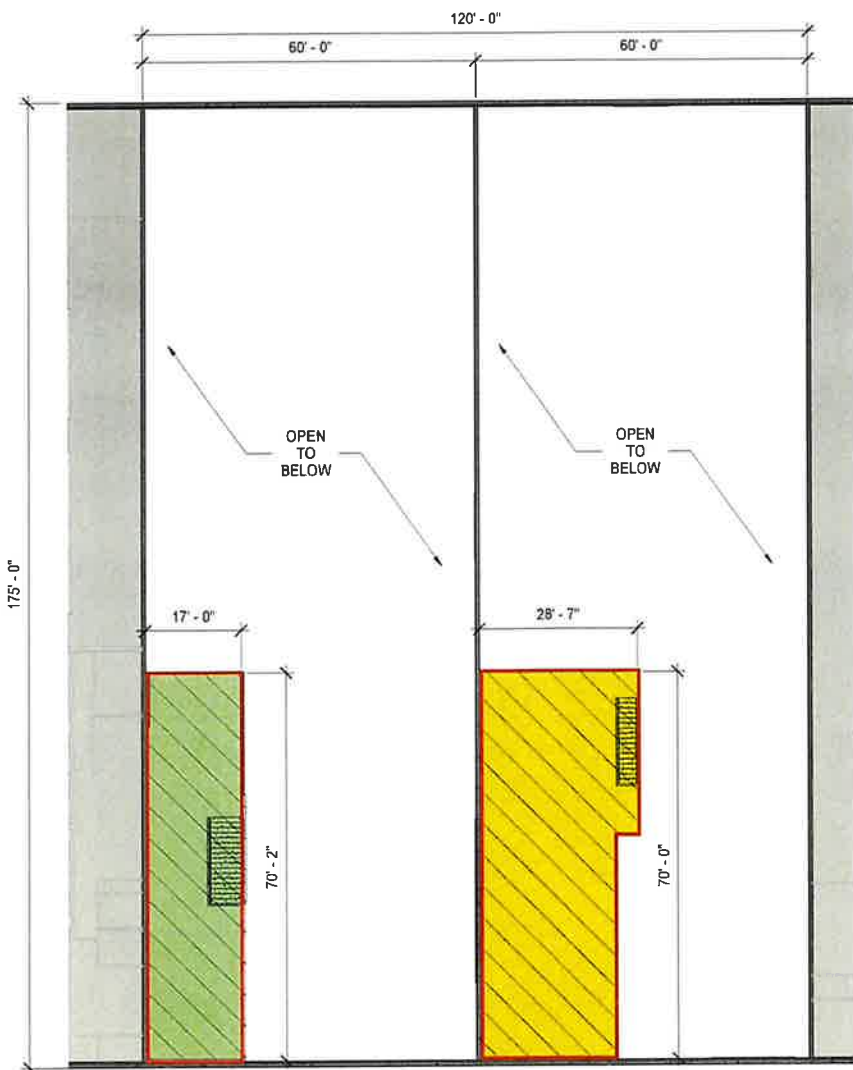 120' - 0"
60' - 0"
60' - 0"
OPEN
TO
BELOW
OPEN
TO
BELOW
175' - 0"
17' - 0"
28' - 7"
70' - 2"
70' - 0"